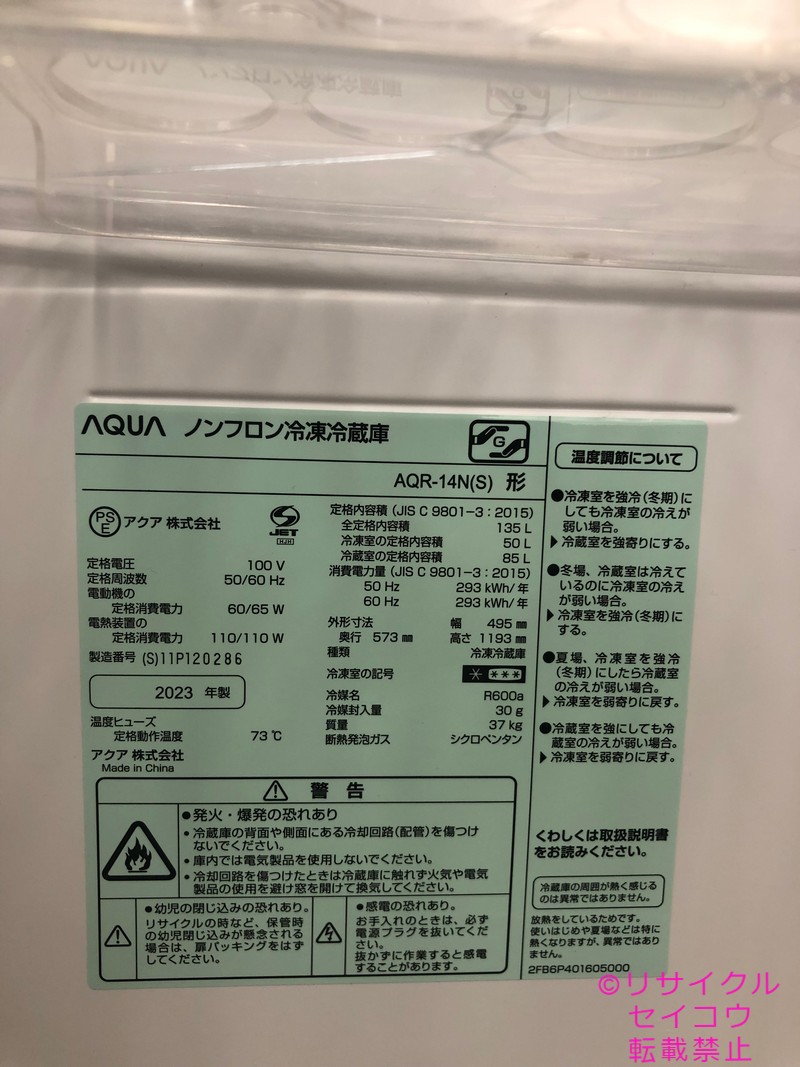 AQUA ノンフロン冷凍冷蔵庫
G
AQR-14N(S) 形
PSE アクア 株式会社
JET
定格電圧 100 V
定格周波数 50/60 Hz
電動機の
定格消費電力 60/65 W
電熱装置の
定格消費電力 110/110 W
製造番号 (S)11P120286
2023 年製
温度ヒューズ
定格動作温度 73 ℃
アクア 株式会社
Made in China
定格内容積 (JIS C 9801-3 : 2015)
全定格内容積 135 L
冷凍室の定格内容積 50 L
冷蔵室の定格内容積 85 L
消費電力量 (JIS C 9801-3 : 2015)
50 Hz 293 kWh/年
60 Hz 293 kWh/年
外形寸法 幅 495 ㎜
奥行 573 ㎜ 高さ 1193 ㎜
種類 冷凍冷蔵庫
冷凍室の記号 * ***
冷媒名 R600a
冷媒封入量 30 g
質量 37 kg
断熱発泡ガス シクロペンタン
⚠ 警 告
●発火・爆発の恐れあり
・冷蔵庫の背面や側面にある冷却回路(配管)を傷つけ
ないでください。
・庫内では電気製品を使用しないでください。
・冷却回路を傷つけたときは冷蔵庫に触れず火気や電気
製品の使用を避け窓を開けて換気してください。
●幼児の閉じ込みの恐れあり。
リサイクルの時など、保管時
の幼児閉じ込みが懸念される
場合は、扉パッキングをはず
してください。
●感電の恐れあり。
お手入れのときは、必ず
電源プラグを抜いてくだ
さい。
抜かずに作業すると感電
することがあります。
温度調節について
●冷凍室を強冷(冬期)に
しても冷凍室の冷えが
弱い場合。
▶冷蔵室を強寄りにする。
●冬場、冷蔵室は冷えて
いるのに冷凍室の冷え
が弱い場合。
▶冷凍室を強冷(冬期)に
する。
●夏場、冷凍室を強冷
(冬期)にしたら冷蔵室
の冷えが弱い場合。
▶冷凍室を弱寄りに戻す。
●冷蔵室を強にしても冷
蔵室の冷えが弱い場合。
▶冷凍室を弱寄りに戻す。
くわしくは取扱説明書
をお読みください。
冷蔵庫の周囲が熱く感じる
のは異常ではありません。
放熱をしているためです。
使いはじめや夏場などは特に
熱くなりますが、異常ではあり
ません。
2FB6P401605000
©リサイクル
セイコウ
転載禁止